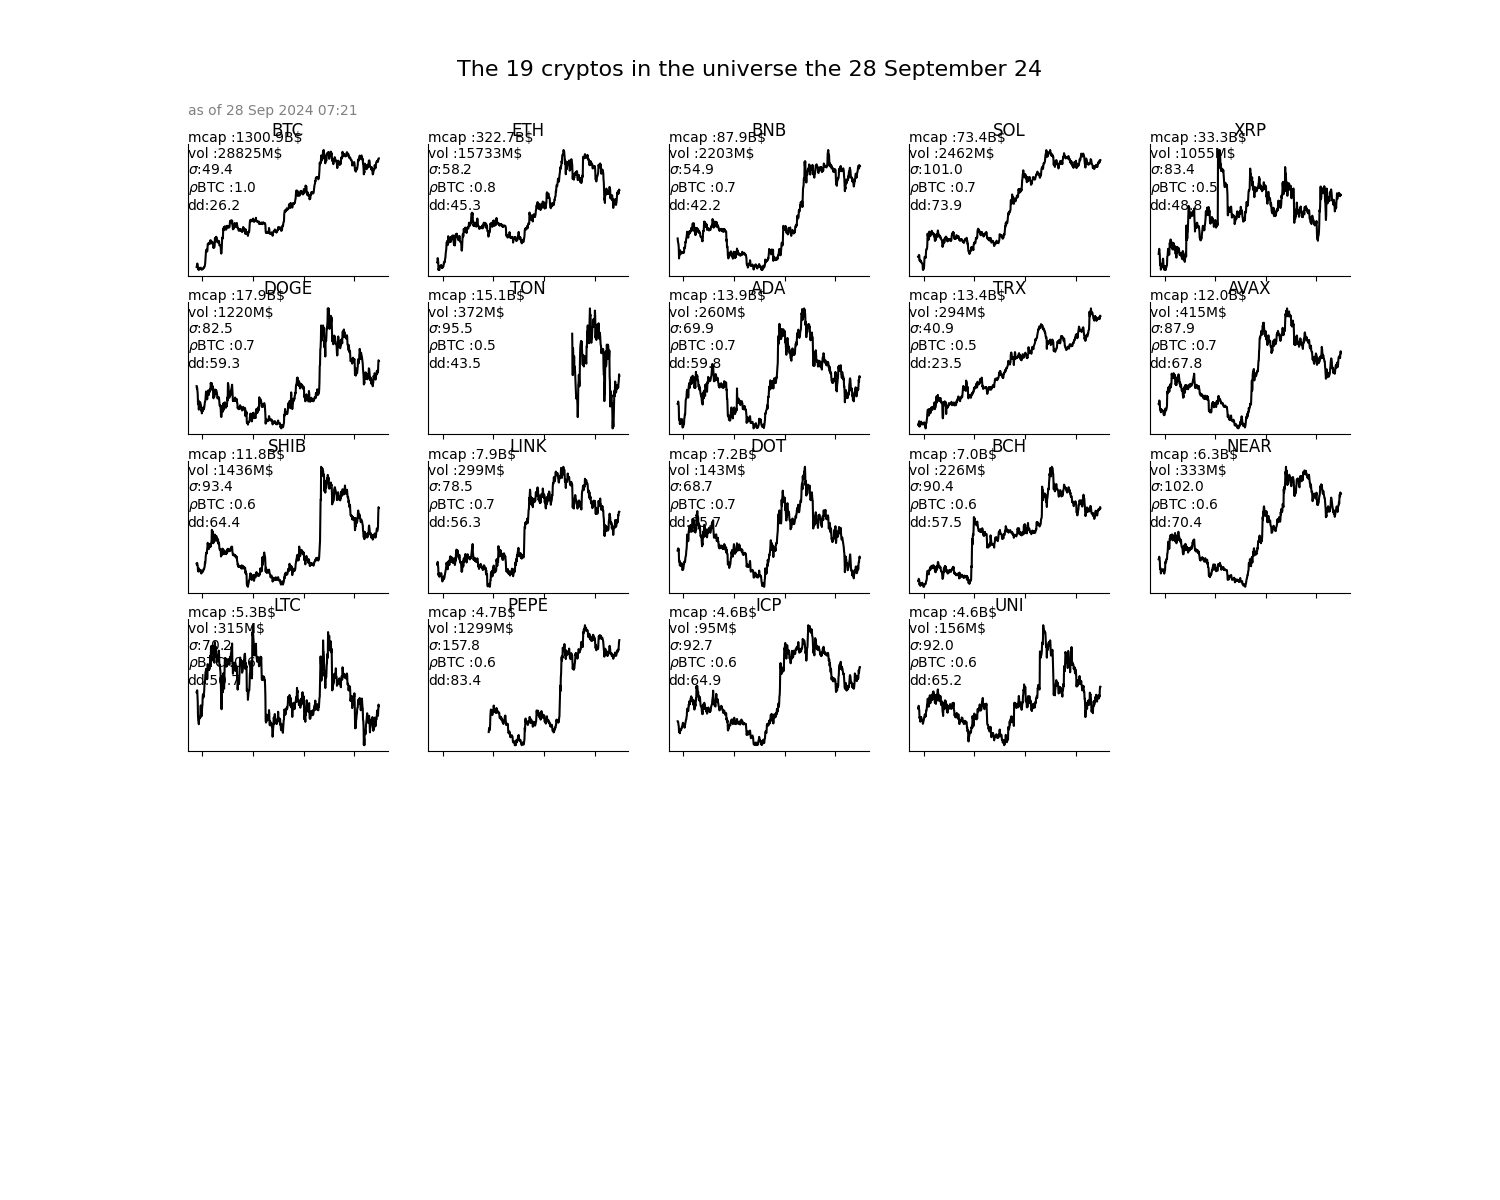 The 19 cryptos in the universe the 28 September 24
as of 28 Sep 2024 07:21
BTC
mcap :1300.9B$
vol :28825M$
σ:49.4
ρBTC :1.0
dd:26.2
ETH
mcap :322.7B$
vol :15733M$
σ:58.2
ρBTC :0.8
dd:45.3
BNB
mcap :87.9B$
vol :2203M$
σ:54.9
ρBTC :0.7
dd:42.2
SOL
mcap :73.4B$
vol :2462M$
σ:101.0
ρBTC :0.7
dd:73.9
XRP
mcap :33.3B$
vol :1055M$
σ:83.4
ρBTC :0.5
dd:48.8
DOGE
mcap :17.9B$
vol :1220M$
σ:82.5
ρBTC :0.7
dd:59.3
TON
mcap :15.1B$
vol :372M$
σ:95.5
ρBTC :0.5
dd:43.5
ADA
mcap :13.9B$
vol :260M$
σ:69.9
ρBTC :0.7
dd:59.8
TRX
mcap :13.4B$
vol :294M$
σ:40.9
ρBTC :0.5
dd:23.5
AVAX
mcap :12.0B$
vol :415M$
σ:87.9
ρBTC :0.7
dd:67.8
SHIB
mcap :11.8B$
vol :1436M$
σ:93.4
ρBTC :0.6
dd:64.4
LINK
mcap :7.9B$
vol :299M$
σ:78.5
ρBTC :0.7
dd:56.3
DOT
mcap :7.2B$
vol :143M$
σ:68.7
ρBTC :0.7
BCH
mcap :7.0B$
vol :226M$
σ:90.4
ρBTC :0.6
dd:57.5
NEAR
mcap :6.3B$
vol :333M$
σ:102.0
ρBTC :0.6
dd:70.4
LTC
mcap :5.3B$
vol :315M$
σ:70.2
ρBTC :0.6
PEPE
mcap :4.7B$
vol :1299M$
σ:157.8
ρBTC :0.6
dd:83.4
ICP
mcap :4.6B$
vol :95M$
σ:92.7
ρBTC :0.6
dd:64.9
UNI
mcap :4.6B$
vol :156M$
σ:92.0
ρBTC :0.6
dd:65.2